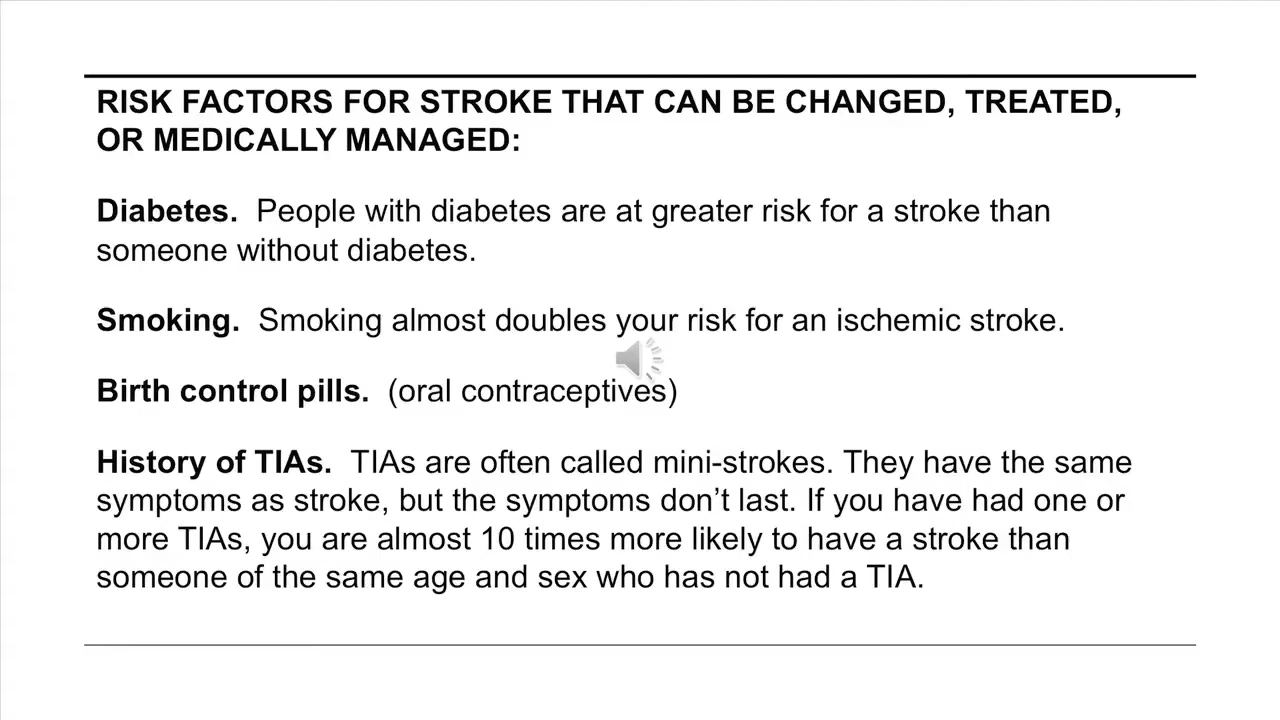 RISK FACTORS FOR STROKE THAT CAN BE CHANGED, TREATED,
OR MEDICALLY MANAGED:
Diabetes.  People with diabetes are at greater risk for a stroke than
someone without diabetes.
Smoking.  Smoking almost doubles your risk for an ischemic stroke.
Birth control pills.  (oral contraceptives)
History of TIAs.  TIAs are often called mini-strokes. They have the same
symptoms as stroke, but the symptoms don’t last. If you have had one or
more TIAs, you are almost 10 times more likely to have a stroke than
someone of the same age and sex who has not had a TIA.